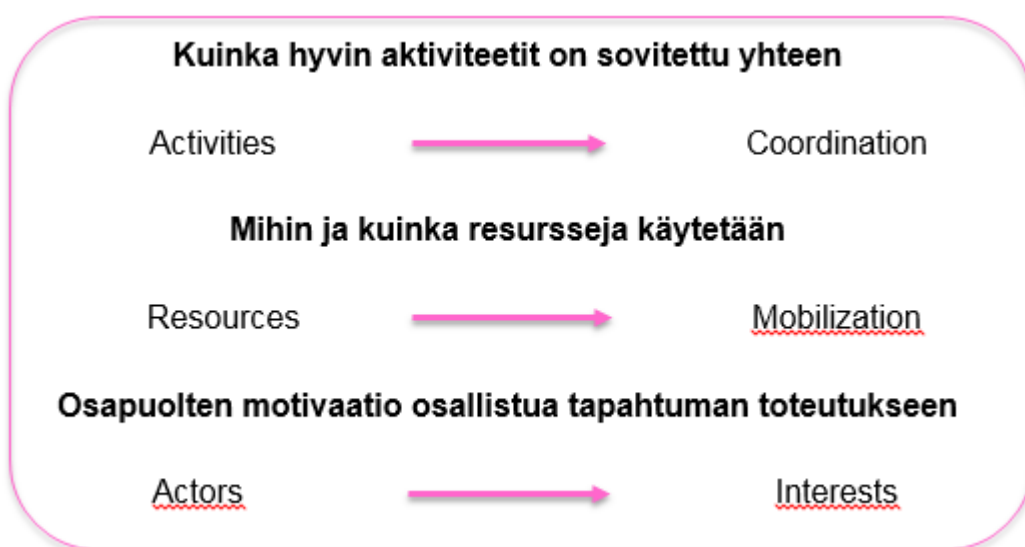 Kuinka hyvin aktiviteetit on sovitettu yhteen
Activities Coordination
Mihin ja kuinka resursseja käytetään
Resources Mobilization
Osapuolten motivaatio osallistua tapahtuman toteutukseen
Actors Interests